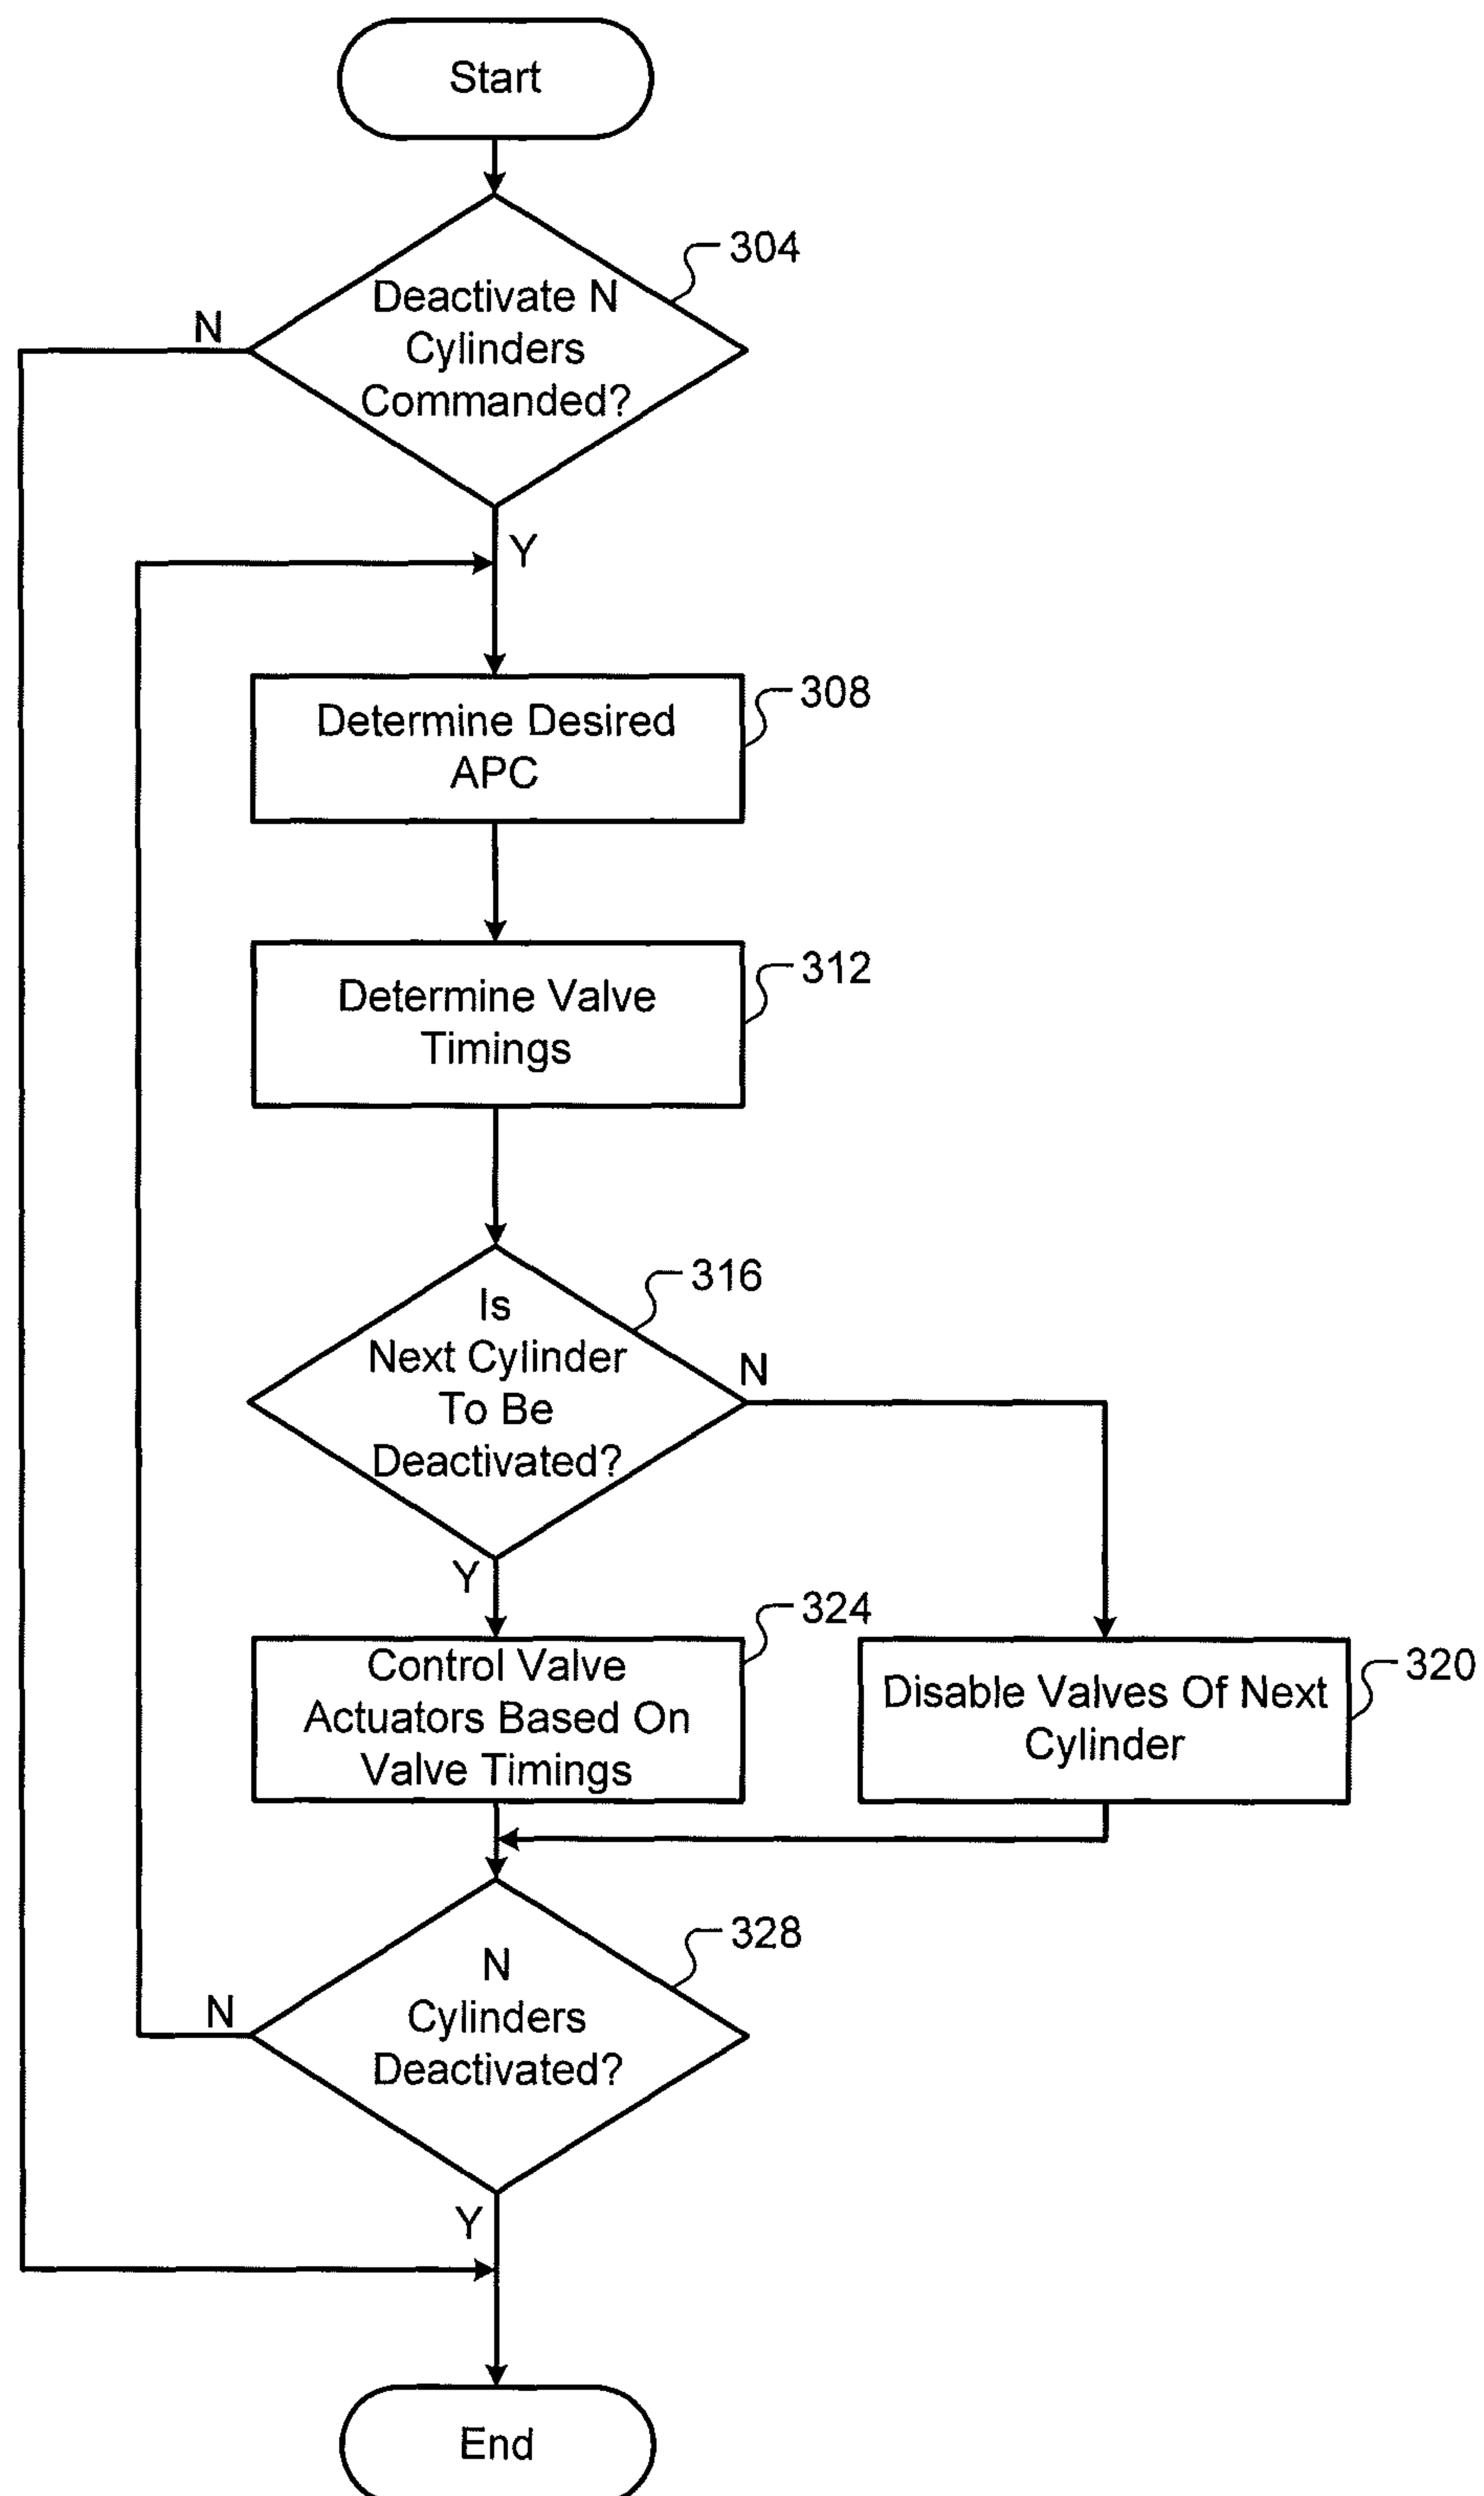 Start
304
Deactivate N
Cylinders
Commanded?
N
Y
308
Determine Desired
APC
312
Determine Valve
Timings
316
Is
Next Cylinder
To Be
Deactivated?
N
Y
324
Control Valve
Actuators Based On
Valve Timings
320
Disable Valves Of Next
Cylinder
328
N
Cylinders
Deactivated?
N
Y
End